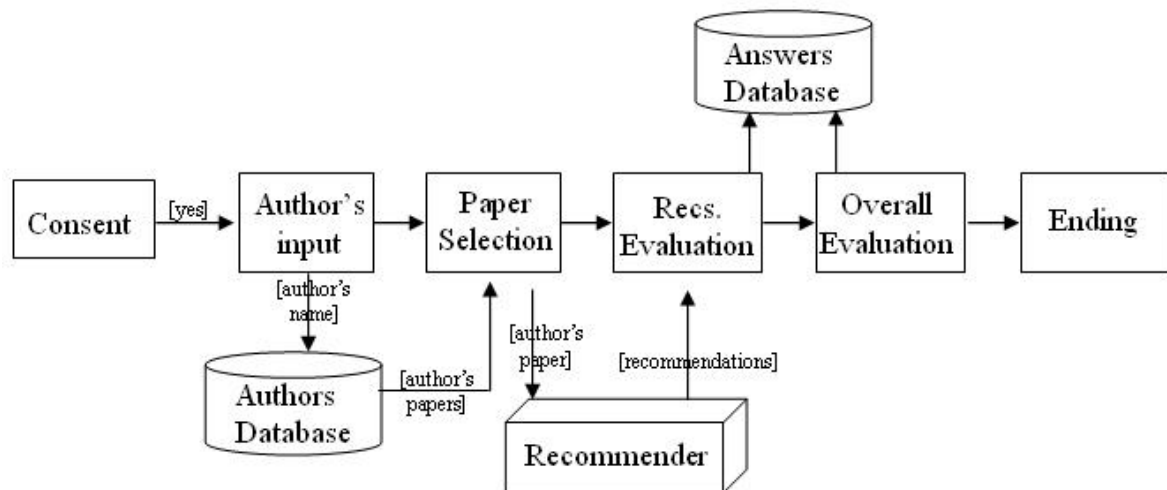 Answers
Database
Consent
[yes]
Author's
input
Paper
Selection
Recs.
Evaluation
Overall
Evaluation
Ending
[author's
name]
[author's
papers]
[author's
paper]
[recommendations]
Authors
Database
Recommender